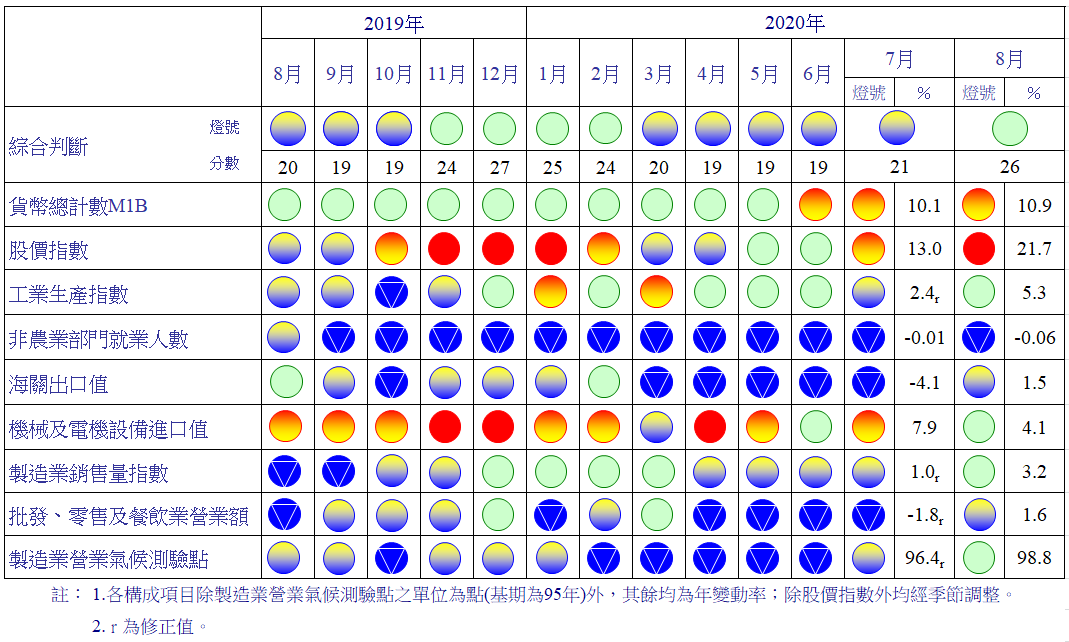 2019年 2020年
8月 9月 10月 11月 12月 1月 2月 3月 4月 5月 6月 7月 8月
燈號 % 燈號 %
綜合判斷 燈號
分數 20 19 19 24 27 25 24 20 19 19 19 21 26
貨幣總計數M1B 10.1 10.9
股價指數 13.0 21.7
工業生產指數 2.4r 5.3
非農業部門就業人數 -0.01 -0.06
海關出口值 -4.1 1.5
機械及電機設備進口值 7.9 4.1
製造業銷售量指數 1.0r 3.2
批發、零售及餐飲業營業額 -1.8r 1.6
製造業營業氣候測驗點 96.4r 98.8
註： 1.各構成項目除製造業營業氣候測驗點之單位為點(基期為95年)外，其餘均為年變動率；除股價指數外均經季節調整。
2. r 為修正值。